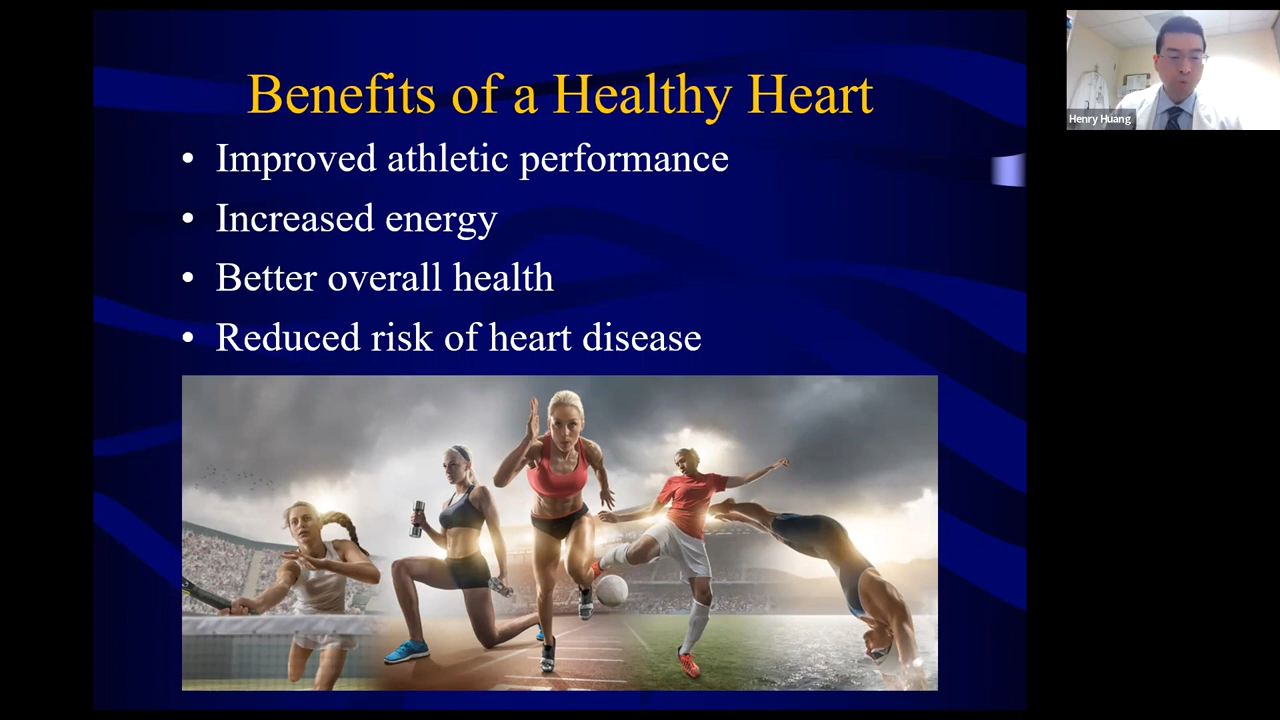 Benefits of a Healthy Heart
• Improved athletic performance
• Increased energy
• Better overall health
• Reduced risk of heart disease
Henry Huang